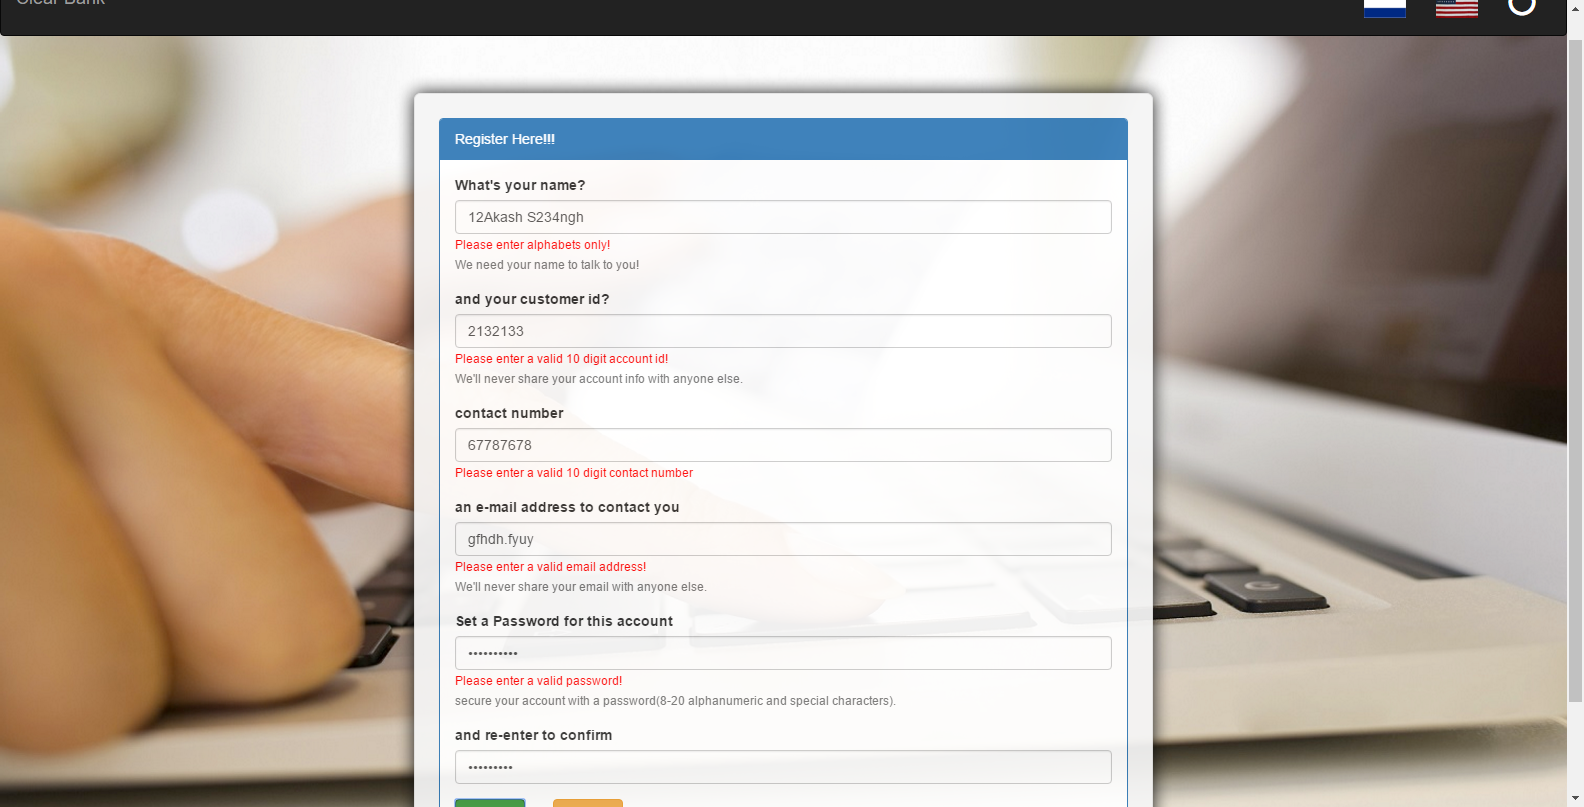 Clear Bank
Register Here!!!
What's your name?
12Akash S234ngh
Please enter alphabets only!
We need your name to talk to you!
and your customer id?
2132133
Please enter a valid 10 digit account id!
We'll never share your account info with anyone else.
contact number
67787678
Please enter a valid 10 digit contact number
an e-mail address to contact you
gfhdh.fyuy
Please enter a valid email address!
We'll never share your email with anyone else.
Set a Password for this account
••••••••••
Please enter a valid password!
secure your account with a password(8-20 alphanumeric and special characters).
and re-enter to confirm
•••••••••